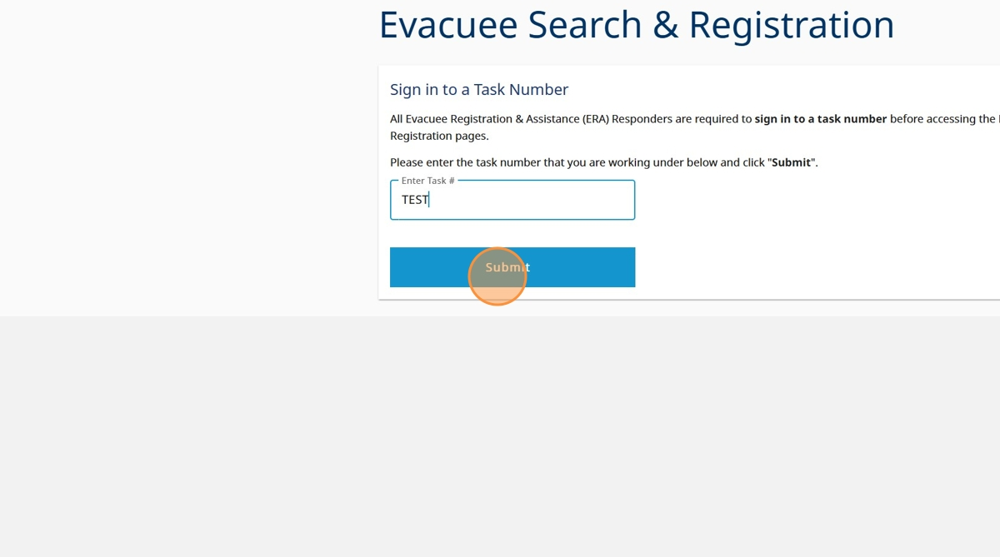 Evacuee Search & Registration
Sign in to a Task Number
All Evacuee Registration & Assistance (ERA) Responders are required to sign in to a task number before accessing the
Registration pages.
Please enter the task number that you are working under below and click "Submit".
Enter Task #
TEST
Submit